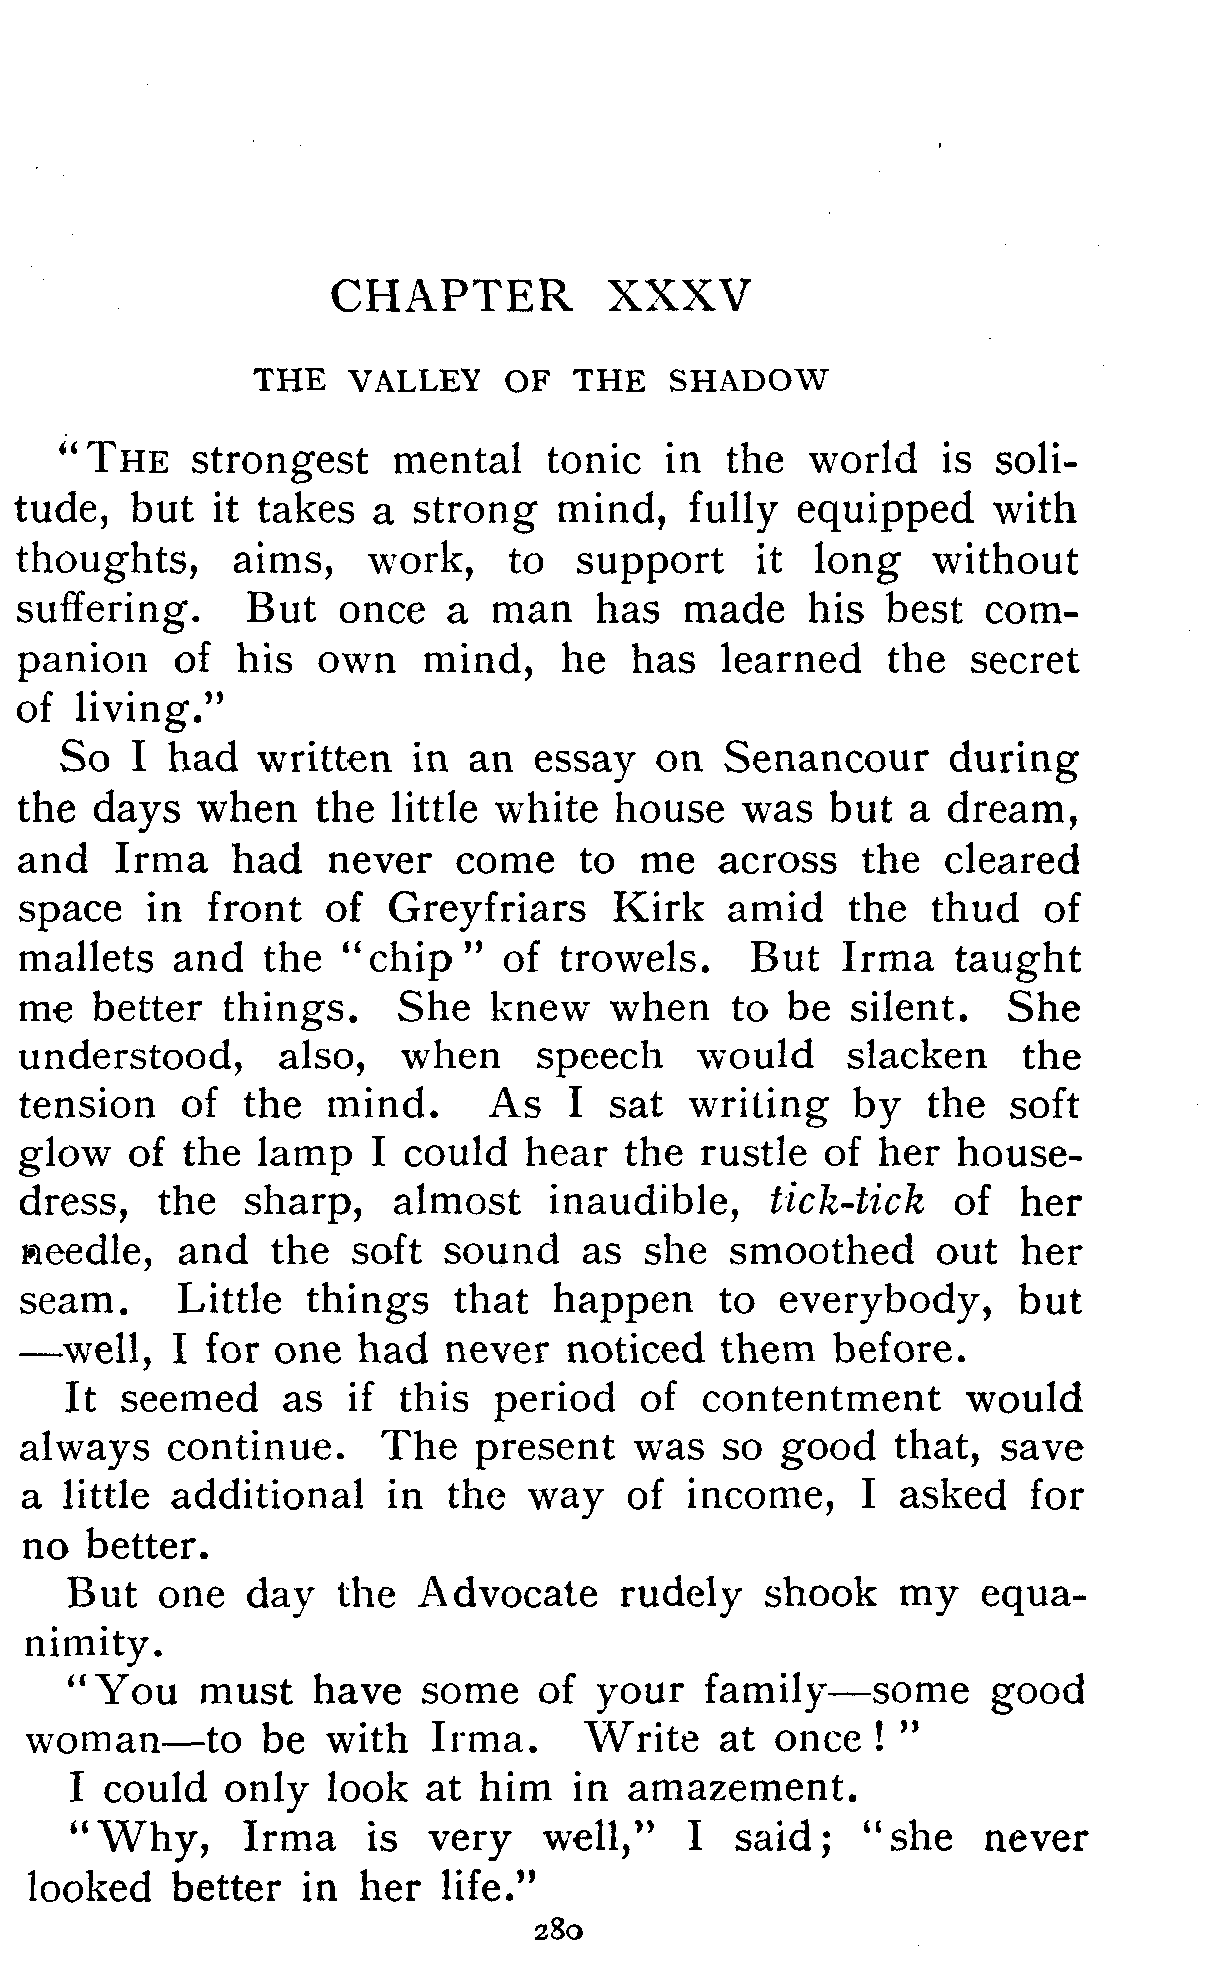 CHAPTER XXXV
THE VALLEY OF THE SHADOW
“THE strongest mental tonic in the world is soli-
tude, but it takes a strong mind, fully equipped with
thoughts, aims, work, to support it long without
suffering. But once a man has made his best com-
panion of his own mind, he has learned the secret
of living.”
So I had written in an essay on Senancour during
the days when the little white house was but a dream,
and Irma had never come to me across the cleared
space in front of Greyfriars Kirk amid the thud of
mallets and the “chip” of trowels. But Irma taught
me better things. She knew when to be silent. She
understood, also, when speech would slacken the
tension of the mind. As I sat writing by the soft
glow of the lamp I could hear the rustle of her house-
dress, the sharp, almost inaudible, tick-tick of her
needle, and the soft sound as she smoothed out her
seam. Little things that happen to everybody, but
—well, I for one had never noticed them before.
It seemed as if this period of contentment would
always continue. The present was so good that, save
a little additional in the way of income, I asked for
no better.
But one day the Advocate rudely shook my equa-
nimity.
“You must have some of your family—some good
woman—to be with Irma. Write at once!”
I could only look at him in amazement.
“Why, Irma is very well,” I said; “she never
looked better in her life.”
280